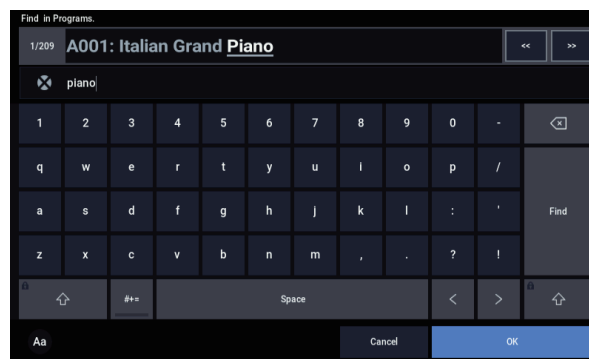 Find in Programs.
1/209 A001: Italian Grand Piano << >>
piano
1 2 3 4 5 6 7 8 9 0 -
q w e r t y u i o p /
a s d f g h j k l : ' Find
z x c v b n m , . ? !
#+= Space < >
Aa Cancel OK